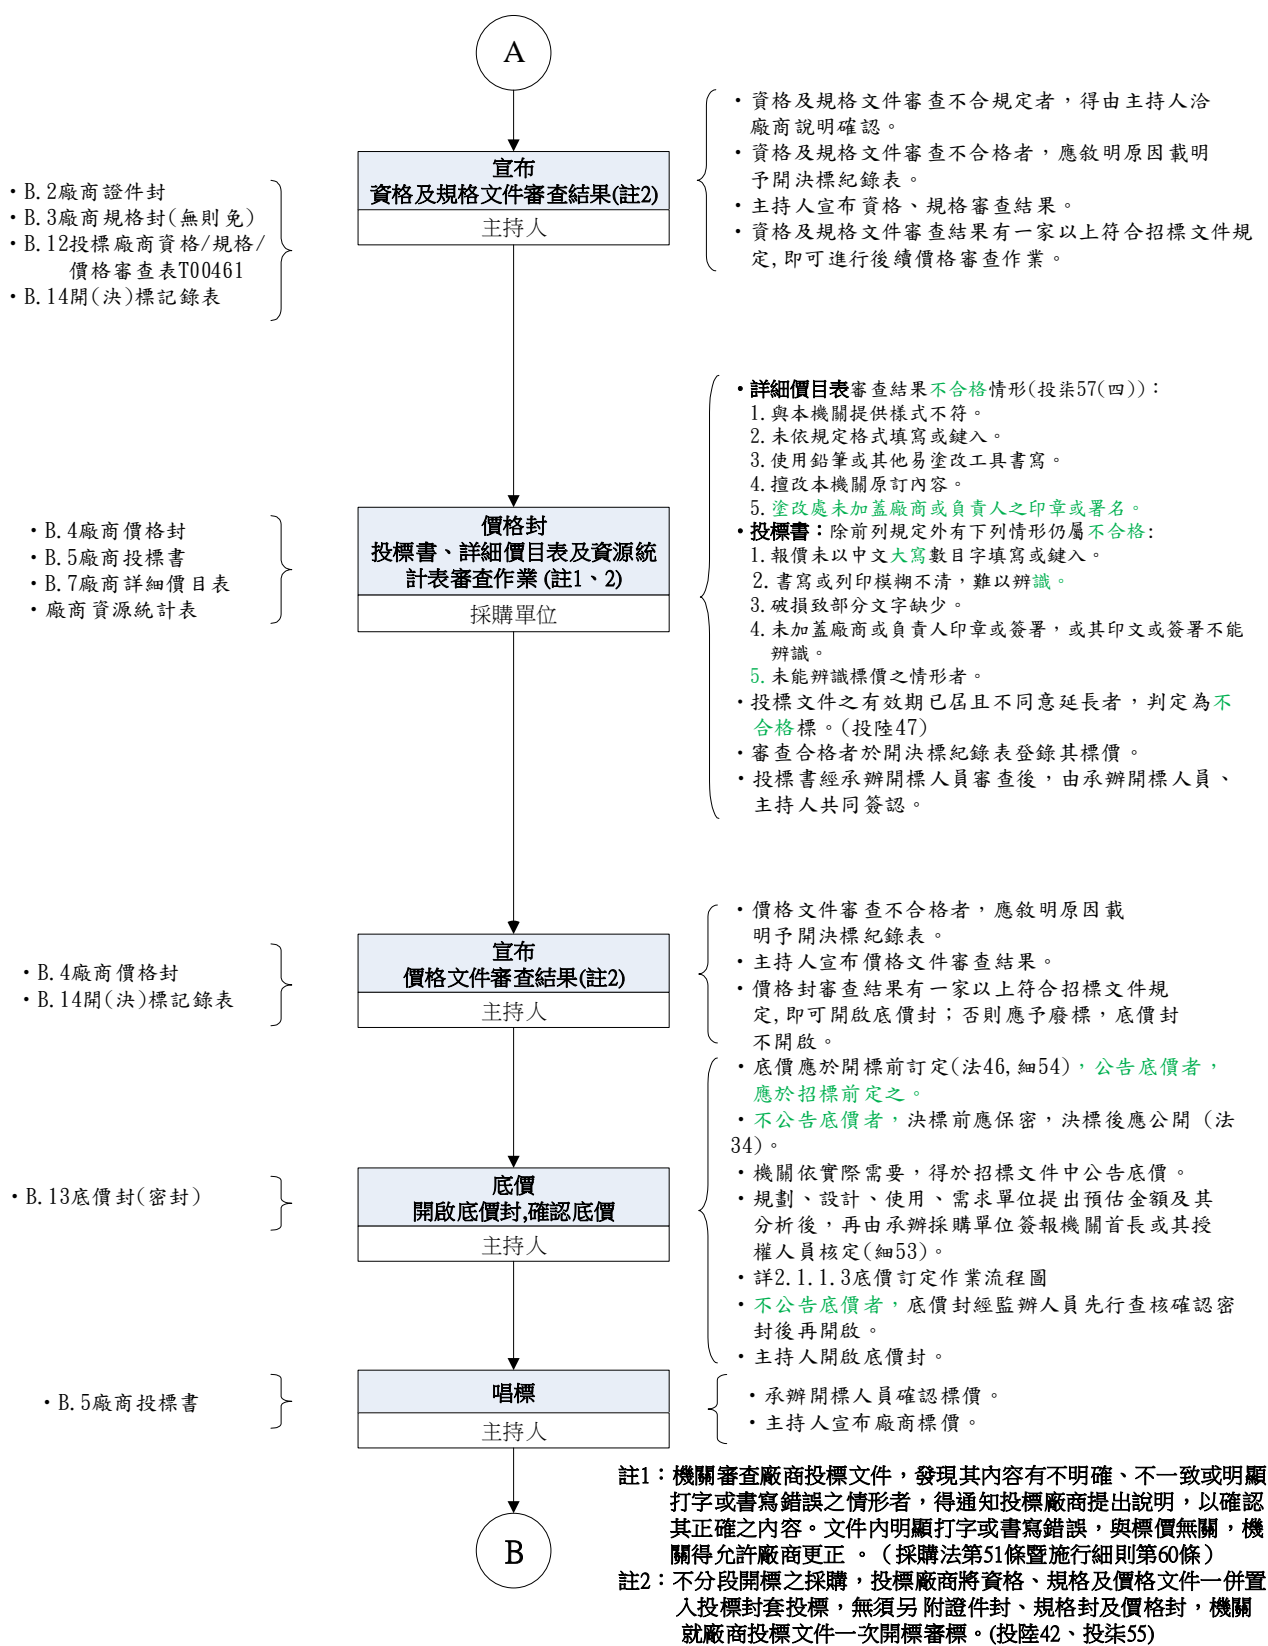 A
宣布
資格及規格文件審查結果(註2)
主持人
・B.2廠商證件封
・B.3廠商規格封(無則免)
・B.12投標廠商資格/規格/
價格審查表T00461
・B.14開(決)標記錄表
・資格及規格文件審查不合規定者，得由主持人洽
廠商說明確認。
・資格及規格文件審查不合格者，應敘明原因載明
予開決標紀錄表。
・主持人宣布資格、規格審查結果。
・資格及規格文件審查結果有一家以上符合招標文件規
定,即可進行後續價格審查作業。
價格封
投標書、詳細價目表及資源統
計表審查作業 (註1、2)
採購單位
・B.4廠商價格封
・B.5廠商投標書
・B.7廠商詳細價目表
・廠商資源統計表
・詳細價目表審查結果不合格情形(投柒57(四))：
1.與本機關提供樣式不符。
2.未依規定格式填寫或鍵入。
3.使用鉛筆或其他易塗改工具書寫。
4.擅改本機關原訂內容。
5.塗改處未加蓋廠商或負責人之印章或署名。
・投標書：除前列規定外有下列情形仍屬不合格:
1.報價未以中文大寫數目字填寫或鍵入。
2.書寫或列印模糊不清，難以辨識。
3.破損致部分文字缺少。
4.未加蓋廠商或負責人印章或簽署，或其印文或簽署不能
辨識。
5.未能辨識標價之情形者。
・投標文件之有效期已屆且不同意延長者，判定為不
合格標。(投陸47)
・審查合格者於開決標紀錄表登錄其標價。
・投標書經承辦開標人員審查後，由承辦開標人員、
主持人共同簽認。
宣布
價格文件審查結果(註2)
主持人
・B.4廠商價格封
・B.14開(決)標記錄表
・價格文件審查不合格者，應敘明原因載
明予開決標紀錄表。
・主持人宣布價格文件審查結果。
・價格封審查結果有一家以上符合招標文件規
定,即可開啟底價封；否則應予廢標，底價封
不開啟。
底價
開啟底價封,確認底價
主持人
・B.13底價封(密封)
・底價應於開標前訂定(法46,細54)，公告底價者，
應於招標前定之。
・不公告底價者，決標前應保密，決標後應公開 (法
34)。
・機關依實際需要，得於招標文件中公告底價。
・規劃、設計、使用、需求單位提出預估金額及其
分析後，再由承辦採購單位簽報機關首長或其授
權人員核定(細53)。
・詳2.1.1.3底價訂定作業流程圖
・不公告底價者，底價封經監辦人員先行查核確認密
封後再開啟。
・主持人開啟底價封。
唱標
主持人
・B.5廠商投標書
・承辦開標人員確認標價。
・主持人宣布廠商標價。
B
註1：機關審查廠商投標文件，發現其內容有不明確、不一致或明顯
打字或書寫錯誤之情形者，得通知投標廠商提出說明，以確認
其正確之內容。文件內明顯打字或書寫錯誤，與標價無關，機
關得允許廠商更正 。（ 採購法第51條暨施行細則第60條 ）
註2：不分段開標之採購，投標廠商將資格、規格及價格文件一併置
入投標封套投標，無須另附證件封、規格封及價格封，機關
就廠商投標文件一次開標審標。(投陸42、投柒55)